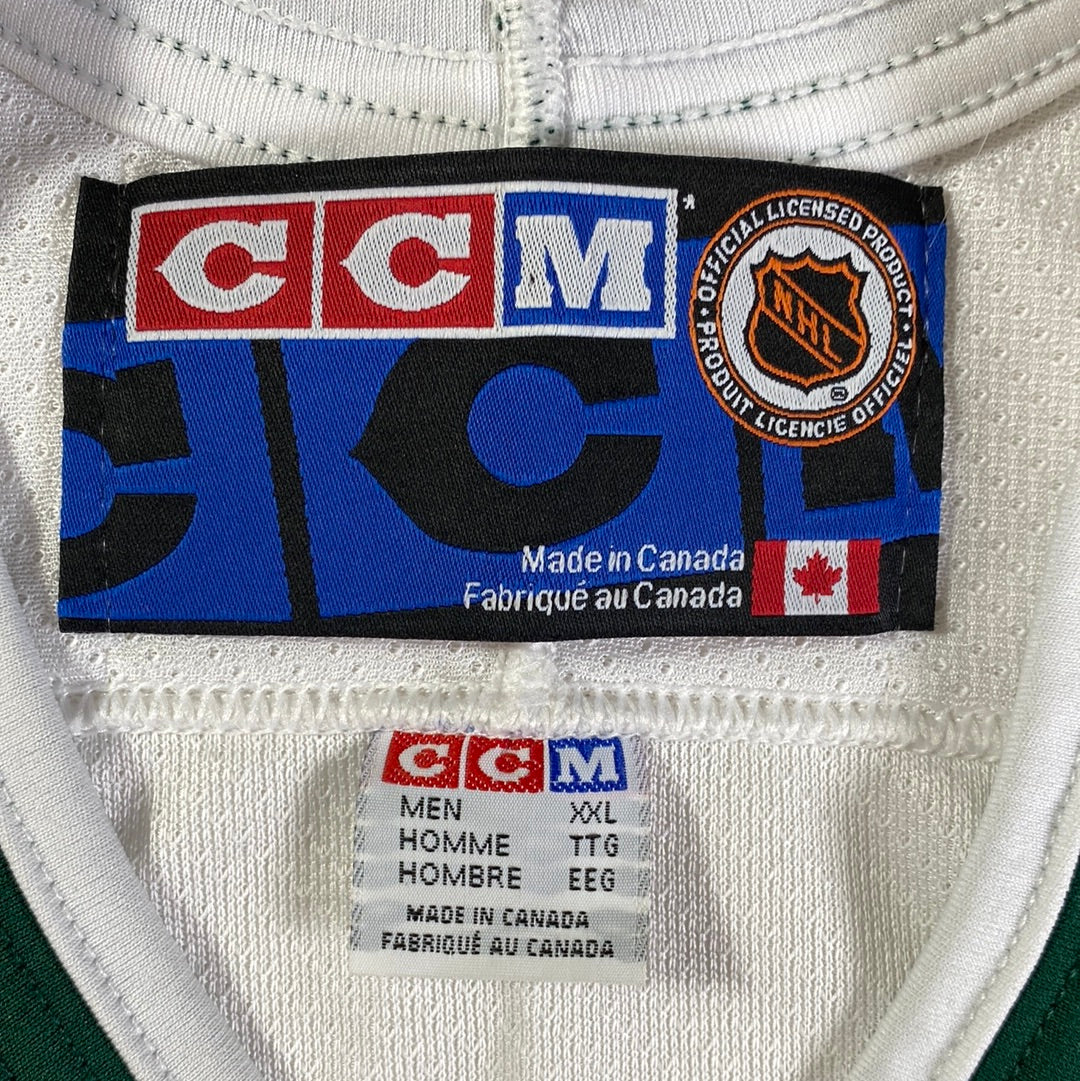 CCM*
OFFICIAL LICENSED PRODUCT
NHL
PRODUIT LICENCIE OFFICIEL
C C
Made in Canada
Fabriqué au Canada
CCM
MEN XXL
HOMME TTG
HOMBRE EEG
MADE IN CANADA
FABRIQUÉ AU CANADA